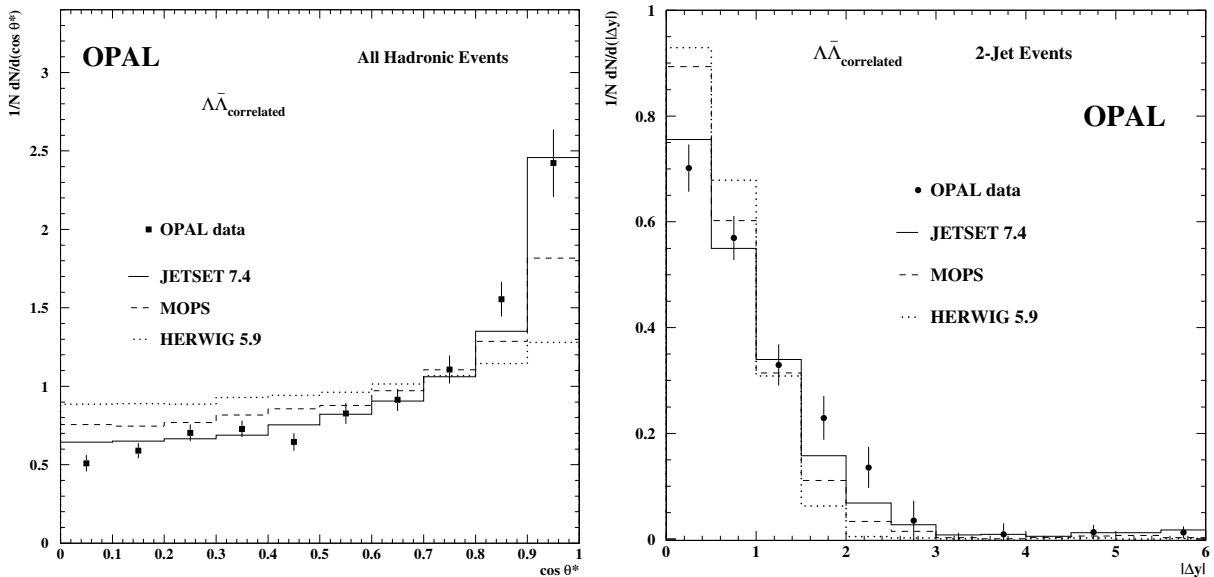 1/N dN/d(cos θ*)
OPAL
All Hadronic Events
ΛΛ̄correlated
OPAL data
JETSET 7.4
MOPS
HERWIG 5.9
3
2.5
2
1.5
1
0.5
0
0 0.1 0.2 0.3 0.4 0.5 0.6 0.7 0.8 0.9 1
cos θ*
1/N dN/d(|Δy|)
ΛΛ̄correlated
2-Jet Events
OPAL
OPAL data
JETSET 7.4
MOPS
HERWIG 5.9
1
0.8
0.6
0.4
0.2
0
0 1 2 3 4 5 6
|Δy|